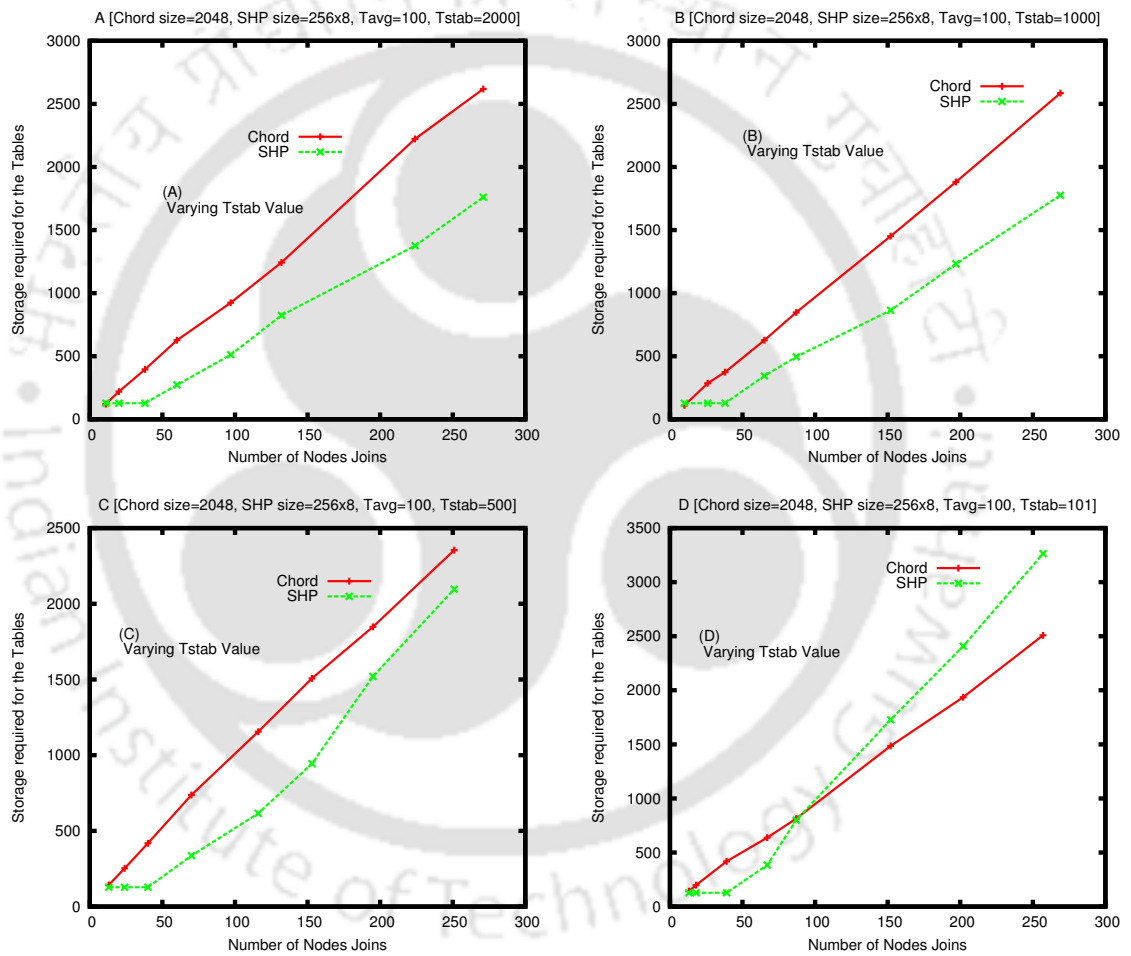 A [Chord size=2048, SHP size=256x8, Tavg=100, Tstab=2000]
3000
2500
2000
1500
1000
500
0
Storage required for the Tables
Chord
SHP
(A)
Varying Tstab Value
0 50 100 150 200 250 300
Number of Nodes Joins
B [Chord size=2048, SHP size=256x8, Tavg=100, Tstab=1000]
3000
2500
2000
1500
1000
500
0
Storage required for the Tables
Chord
SHP
(B)
Varying Tstab Value
0 50 100 150 200 250 300
Number of Nodes Joins
C [Chord size=2048, SHP size=256x8, Tavg=100, Tstab=500]
2500
2000
1500
1000
500
0
Storage required for the Tables
Chord
SHP
(C)
Varying Tstab Value
0 50 100 150 200 250 300
Number of Nodes Joins
D [Chord size=2048, SHP size=256x8, Tavg=100, Tstab=101]
3500
3000
2500
2000
1500
1000
500
0
Storage required for the Tables
Chord
SHP
(D)
Varying Tstab Value
0 50 100 150 200 250 300
Number of Nodes Joins
Indian Institute of Technology Guwahati